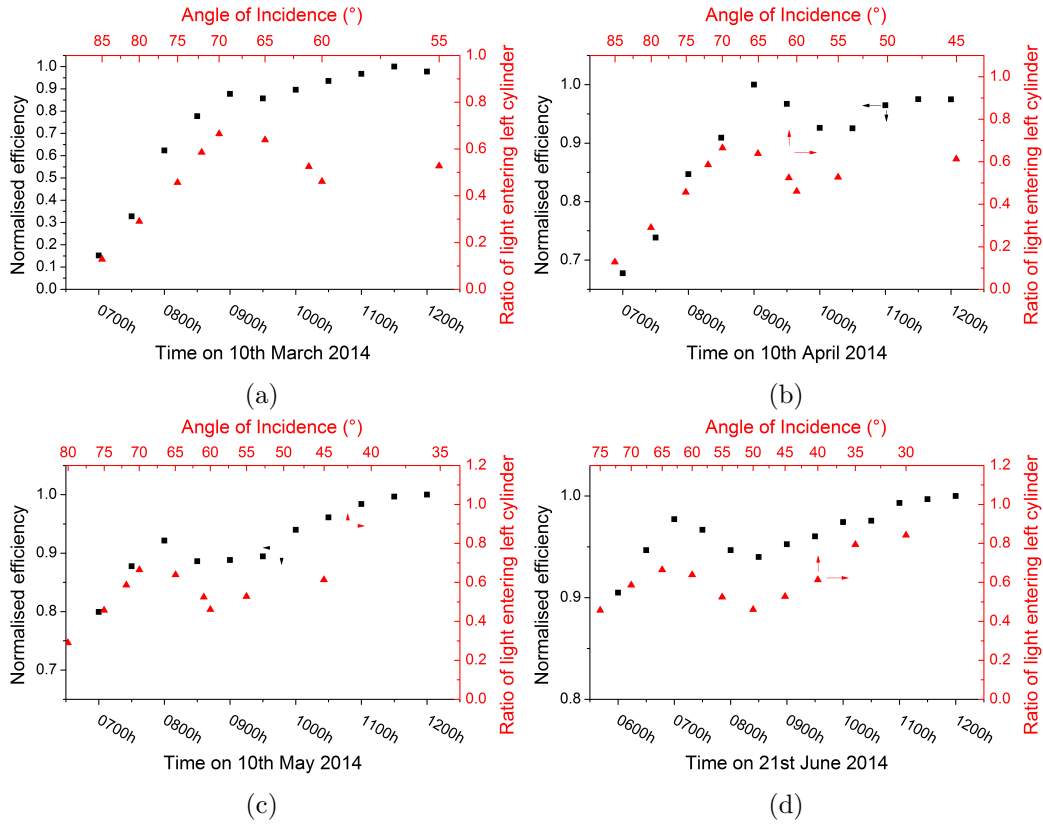 Angle of Incidence (°)
85 80 75 70 65 60 55
Normalised efficiency
1.0
0.9
0.8
0.7
0.6
0.5
0.4
0.3
0.2
0.1
0.0
1.0
0.8
0.6
0.4
0.2
0.0
Ratio of light entering left cylinder
0700h 0800h 0900h 1000h 1100h 1200h
Time on 10th March 2014
(a)
Angle of Incidence (°)
85 80 75 70 65 60 55 50 45
Normalised efficiency
1.0
0.9
0.8
0.7
1.0
0.8
0.6
0.4
0.2
0.0
Ratio of light entering left cylinder
0700h 0800h 0900h 1000h 1100h 1200h
Time on 10th April 2014
(b)
Angle of Incidence (°)
80 75 70 65 60 55 50 45 40 35
Normalised efficiency
1.0
0.9
0.8
0.7
1.2
1.0
0.8
0.6
0.4
0.2
0.0
Ratio of light entering left cylinder
0700h 0800h 0900h 1000h 1100h 1200h
Time on 10th May 2014
(c)
Angle of Incidence (°)
75 70 65 60 55 50 45 40 35 30
Normalised efficiency
1.0
0.9
0.8
1.2
1.0
0.8
0.6
0.4
0.2
0.0
Ratio of light entering left cylinder
0600h 0700h 0800h 0900h 1000h 1100h 1200h
Time on 21st June 2014
(d)